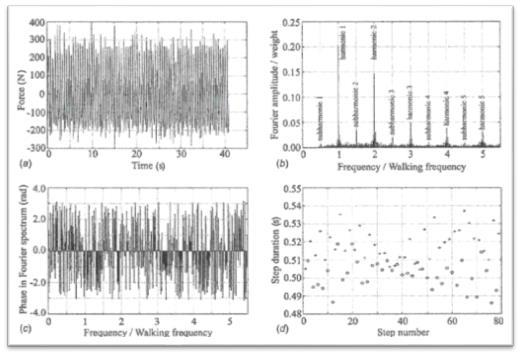 400
300
200
100
0
-100
-200
-300
0 10 20 30 40
Force (N)
(a) Time (s)
0.25
0.20
0.15
0.10
0.05
0.00
1 2 3 4 5
Fourier amplitude / weight
subharmonic 1
harmonic 1
subharmonic 2
harmonic 2
subharmonic 3
harmonic 3
subharmonic 4
harmonic 4
subharmonic 5
harmonic 5
(b) Frequency / Walking frequency
4.0
2.0
0.0
-2.0
-4.0
0 1 2 3 4 5
Phase in Fourier spectrum (rad)
(c) Frequency / Walking frequency
0.55
0.54
0.53
0.52
0.51
0.50
0.49
0.48
0 20 40 60 80
Step duration (s)
(d) Step number